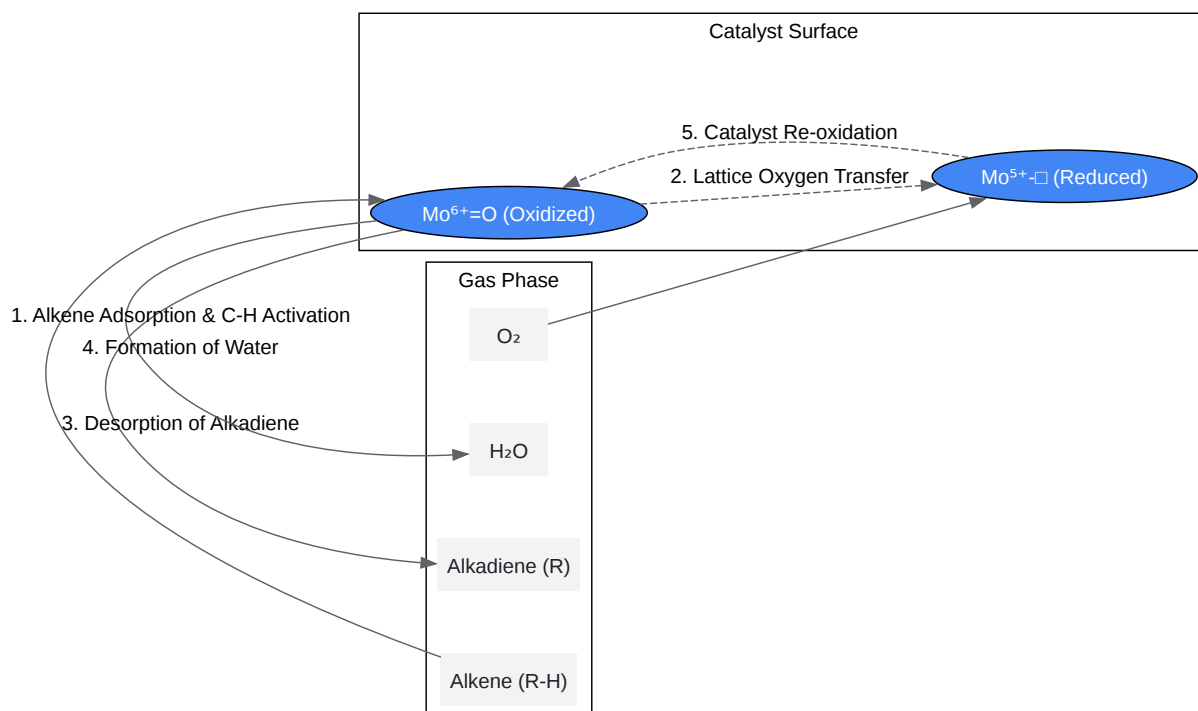 Catalyst Surface
5. Catalyst Re-oxidation
2. Lattice Oxygen Transfer
Mo⁵⁺-□ (Reduced)
Mo⁶⁺=O (Oxidized)
Gas Phase
1. Alkene Adsorption & C-H Activation
O₂
4. Formation of Water
3. Desorption of Alkadiene
H₂O
Alkadiene (R)
Alkene (R-H)